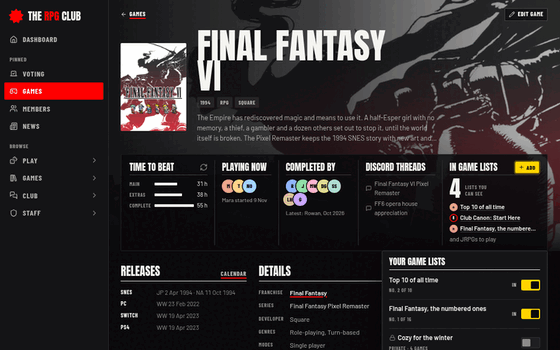 THE RPG CLUB
DASHBOARD
PINNED
VOTING
GAMES
MEMBERS
NEWS
BROWSE
PLAY
GAMES
CLUB
STAFF
← GAMES
EDIT GAME
FINAL FANTASY
VI
1994 RPG SQUARE
The Empire has rediscovered magic and means to use it. A half-Esper girl with no
memory, a thief, a gambler and a dozen others set out to stop it, until the world
itself is broken. The Pixel Remaster keeps the 1994 SNES story with new art and
TIME TO BEAT
MAIN 31 h
EXTRAS 38 h
COMPLETE 55 h
PLAYING NOW
M T NO
Mara started 9 Nov
COMPLETED BY
Latest: Rowan, Oct 2026
DISCORD THREADS
Final Fantasy VI Pixel
Remaster
FF6 opera house
appreciation
IN GAME LISTS
+ ADD
4 LISTS YOU
CAN SEE
Top 10 of all time
Club Canon: Start Here
Final Fantasy, the numbere...
and JRPGs to play
RELEASES
CALENDAR
SNES JP 2 Apr 1994 · NA 11 Oct 1994
PC WW 23 Feb 2022
SWITCH WW 19 Apr 2023
PS4 WW 19 Apr 2023
DETAILS
FRANCHISE Final Fantasy
SERIES Final Fantasy Pixel Remaster
DEVELOPER Square
GENRES Role-playing, Turn-based
MODES Single player
YOUR GAME LISTS
Top 10 of all time
NO. 3 OF 10
IN
Final Fantasy, the numbered ones
NO. 1 OF 16
IN
Cozy for the winter
PRIVATE · 4 GAMES